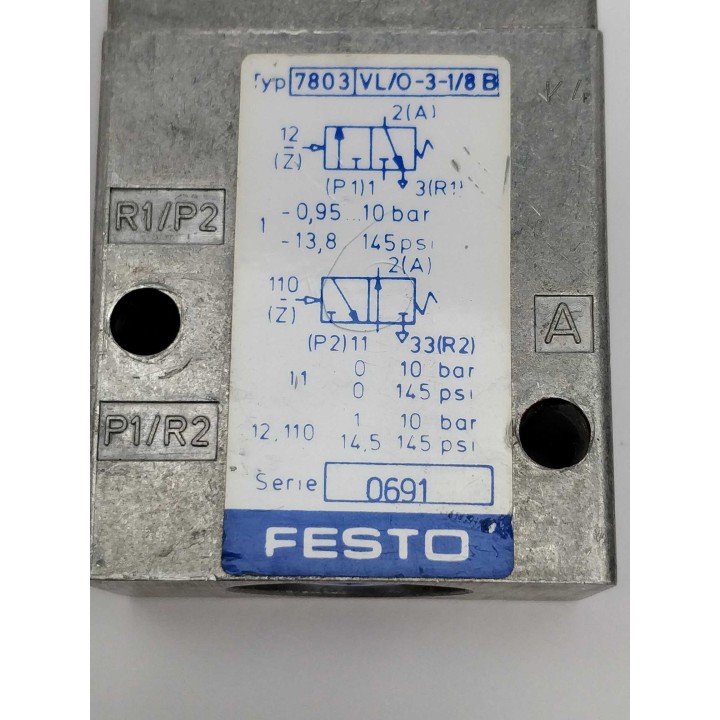 Typ 7803 VL/O-3-1/8 B
2(A)
12
(Z)
(P1)1 3(R1)
1 -0,95...10 bar
-13,8 145 psi
2(A)
110
(Z)
(P2)11 33(R2)
11 0 10 bar
0 145 psi
12,110 1 10 bar
14.5 145 psi
Serie 0691
FESTO
R1/P2
P1/R2
A